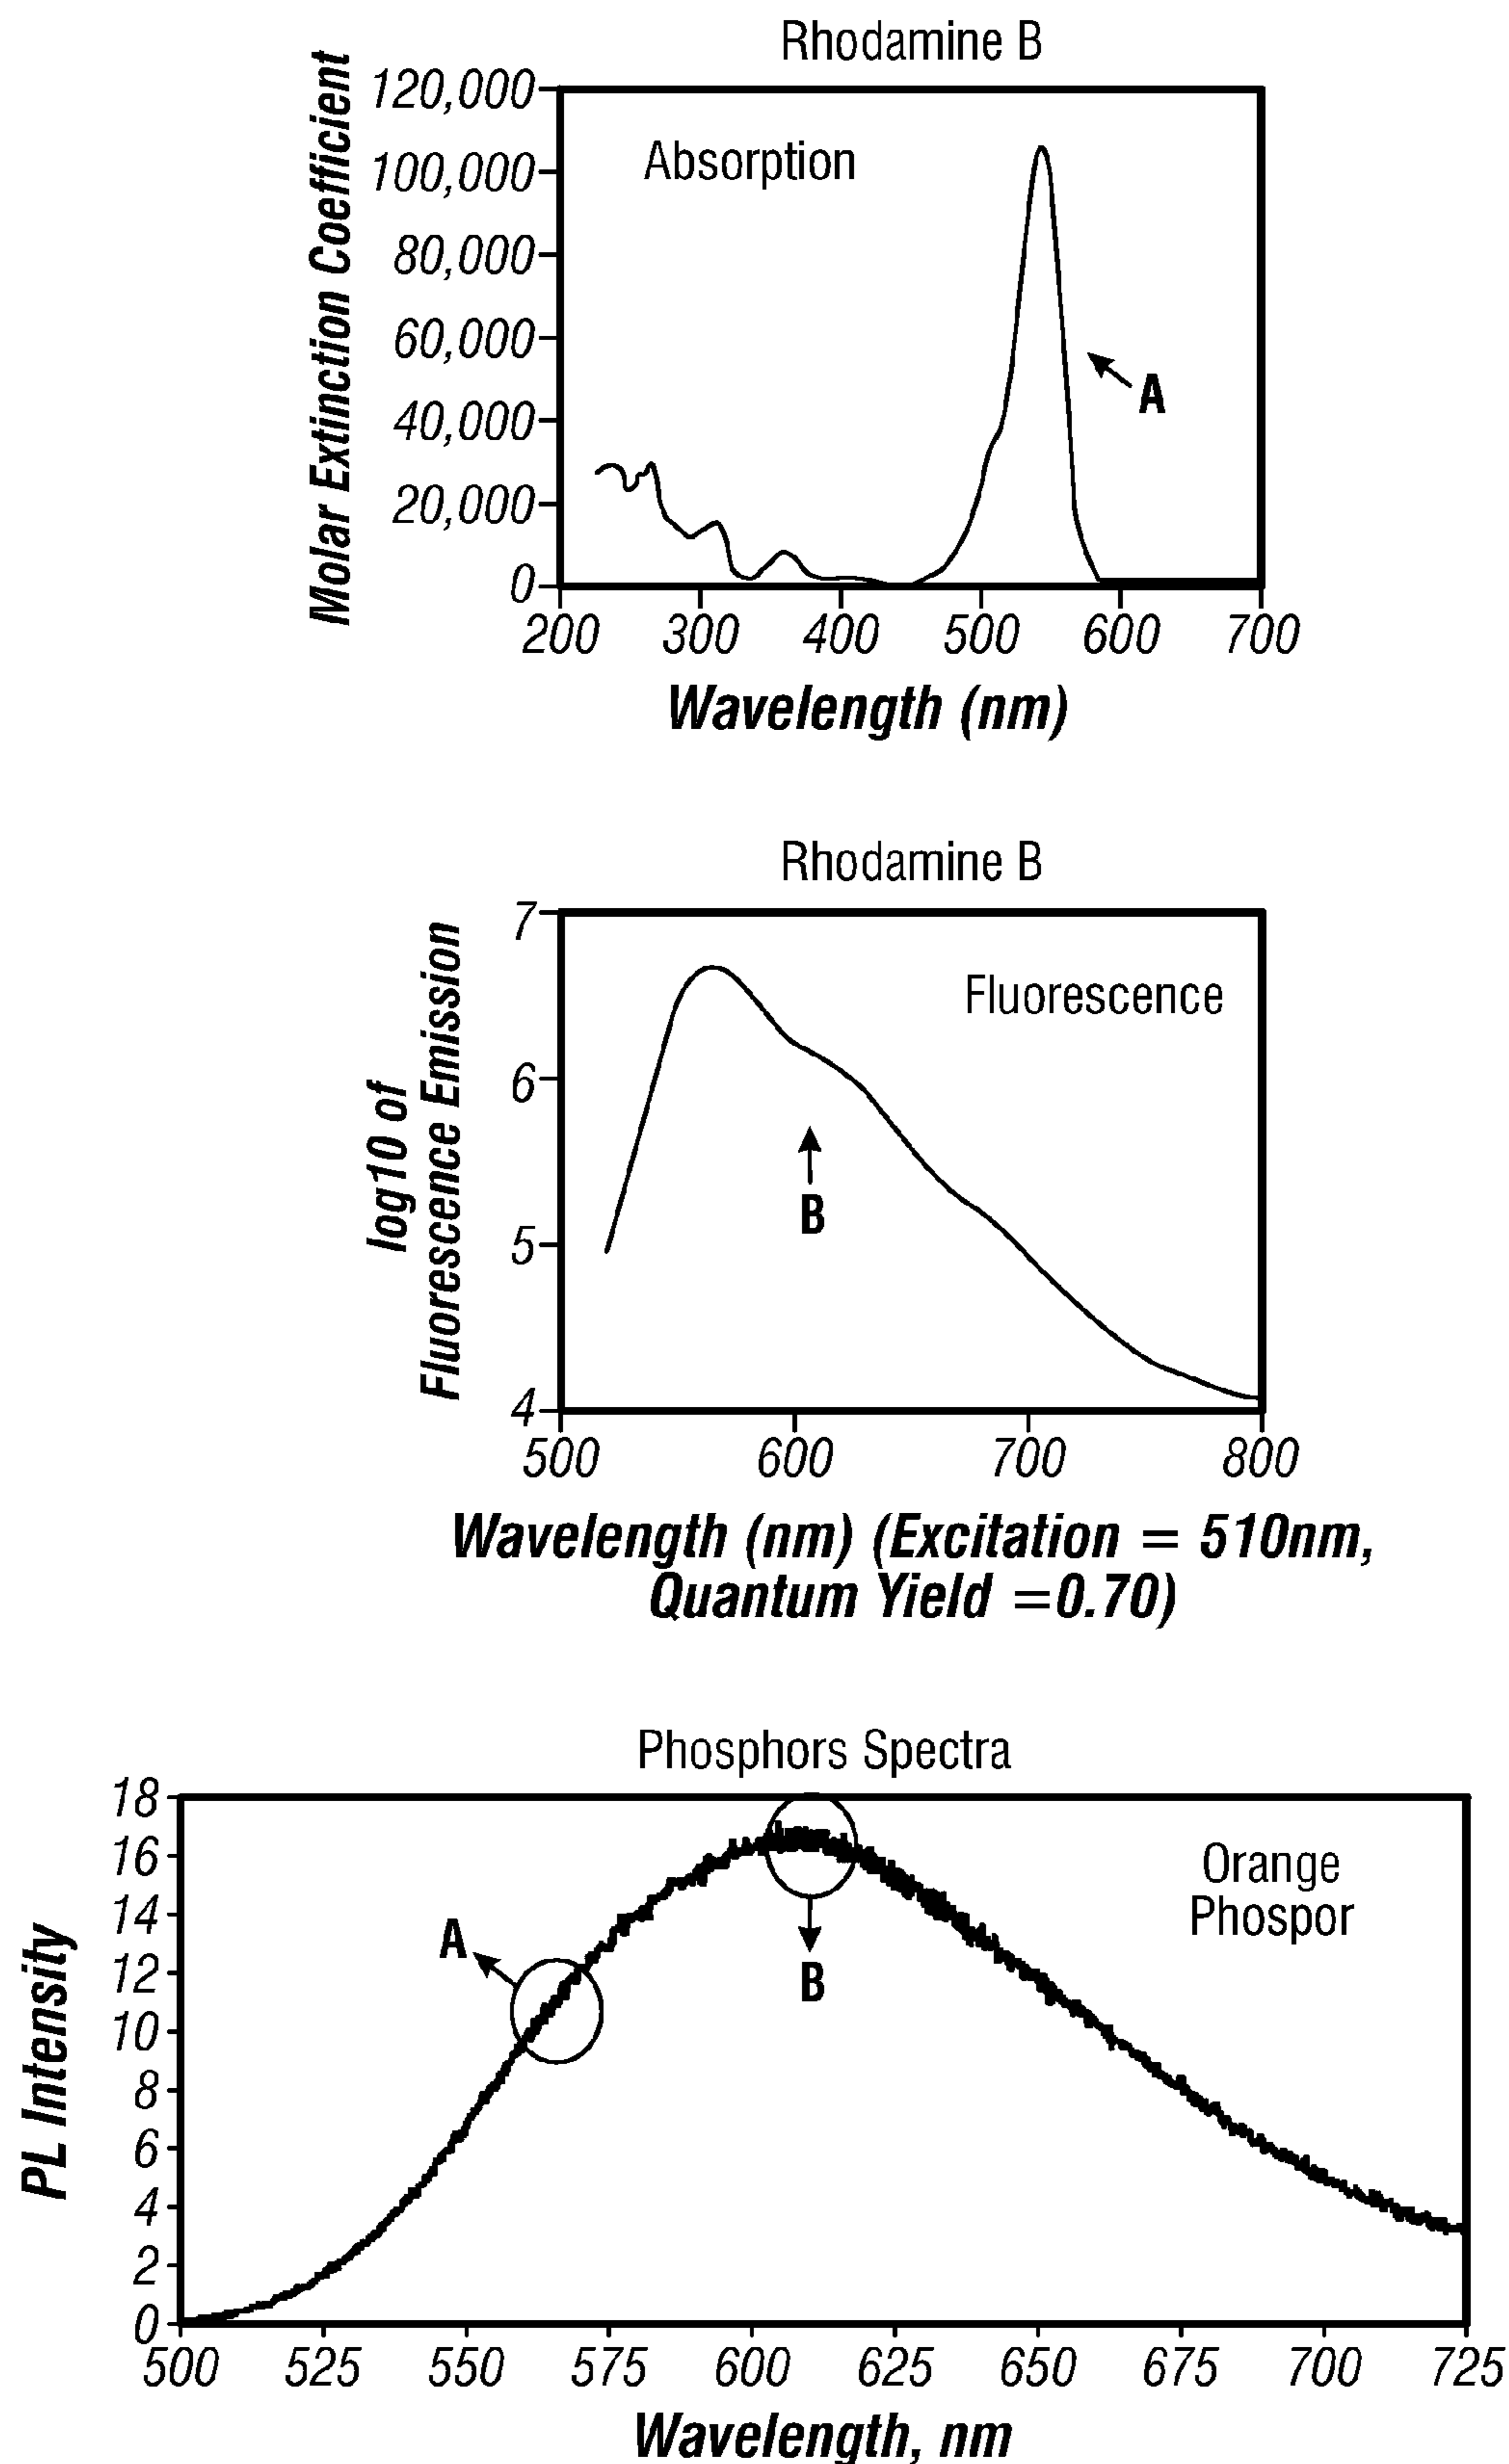 Rhodamine B
Absorption
Molar Extinction Coefficient
120,000
100,000
80,000
60,000
40,000
20,000
0
A
200 300 400 500 600 700
Wavelength (nm)
Rhodamine B
Fluorescence
log10 of
Fluorescence Emission
7
6
5
4
B
500 600 700 800
Wavelength (nm) (Excitation = 510nm,
Quantum Yield =0.70)
Phosphors Spectra
Orange
Phospor
PL Intensity
18
16
14
12
10
8
6
4
2
0
A
B
500 525 550 575 600 625 650 675 700 725
Wavelength, nm